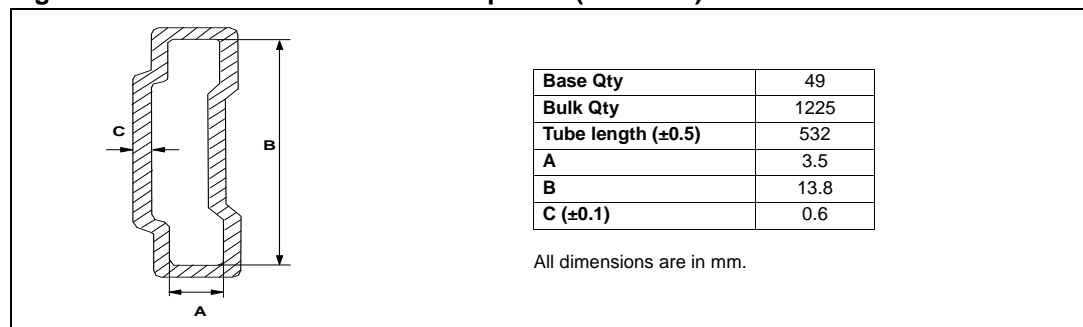 C
B
A
Base Qty 49
Bulk Qty 1225
Tube length (±0.5) 532
A 3.5
B 13.8
C (±0.1) 0.6
All dimensions are in mm.